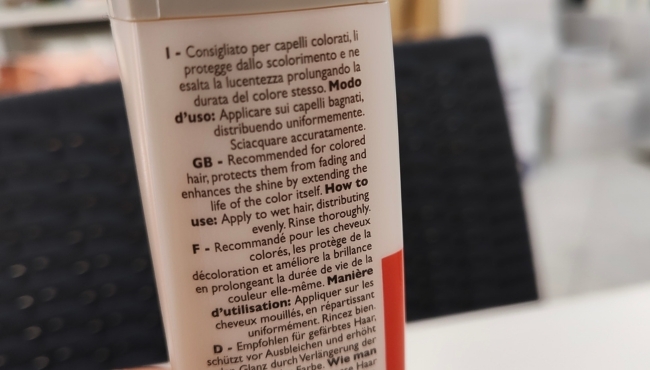 I - Consigliato per capelli colorati, li
protegge dallo scolorimento e ne
esalta la lucentezza prolungando la
durata del colore stesso. Modo
d'uso: Applicare sui capelli bagnati,
distribuendo uniformemente.
Sciacquare accuratamente.
GB - Recommended for colored
hair, protects them from fading and
enhances the shine by extending the
life of the color itself. How to
use: Apply to wet hair, distributing
evenly. Rinse thoroughly.
F - Recommandé pour les cheveux
colorés, les protège de la
décoloration et améliore la brillance
en prolongeant la durée de vie de la
couleur elle-même. Manière
d'utilisation: Appliquer sur les
cheveux mouillés, en répartissant
uniformément. Rincez bien.
D - Empfohlen für gefärbtes Haar,
schützt vor Ausbleichen und erhöht
Glanz durch Verlängerung der
Farbe. Wie man
Haar,